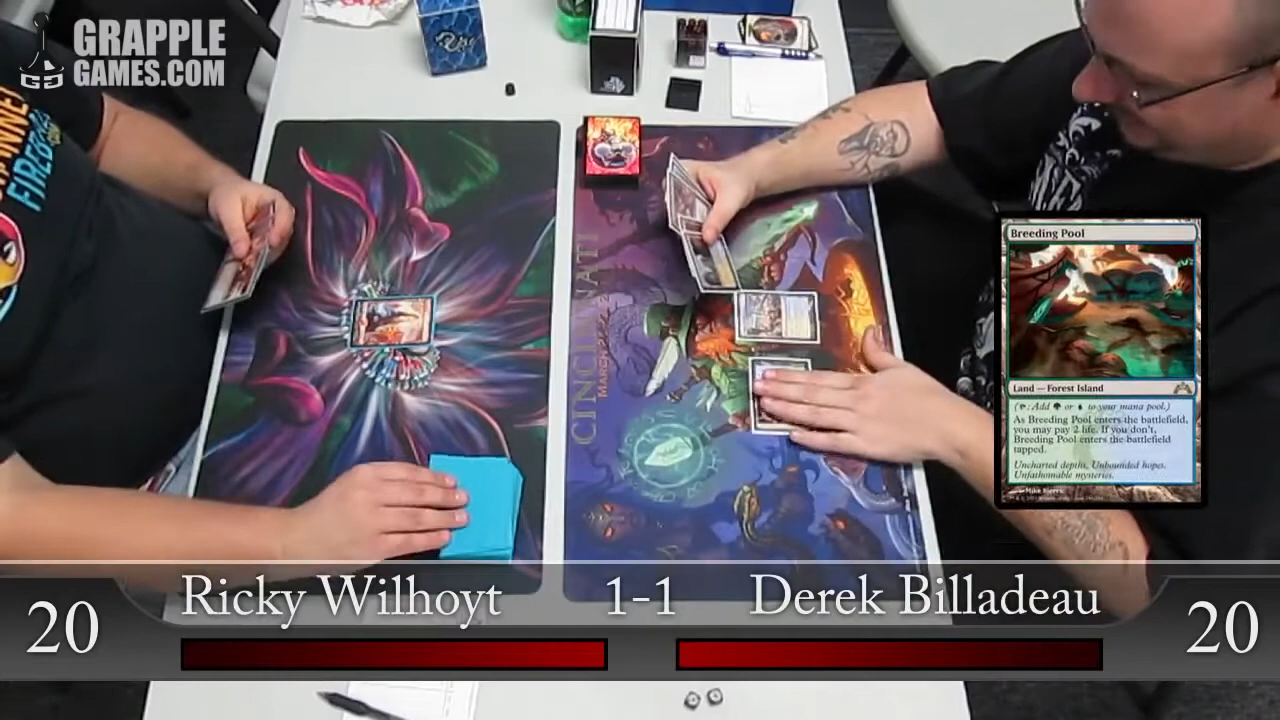 GRAPPLE
GAMES.COM
FIREB
CINCINNATI
MARCH
Breeding Pool
Land — Forest Island
: Add or to your mana pool.)
As Breeding Pool enters the battlefield,
you may pay 2 life. If you don't,
Breeding Pool enters the battlefield
tapped.
Uncharted depths, Unbounded hopes.
Unfathomable mysteries.
20
Ricky Wilhoyt
1-1
Derek Billadeau
20